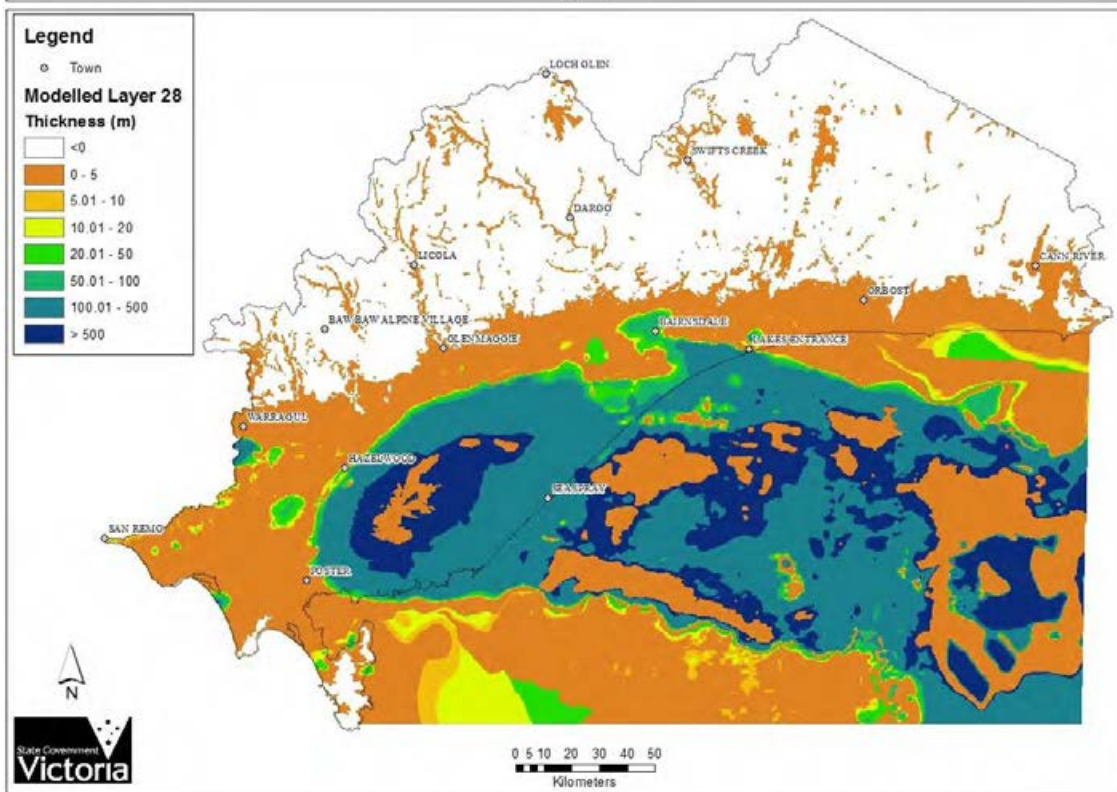 Legend
Town
Modelled Layer 28
Thickness (m)
<0
0 - 5
5.01 - 10
10.01 - 20
20.01 - 50
50.01 - 100
100.01 - 500
> 500
LOCH OLEN
SWIFTS CREEK
DARGO
LICOLA
CANN RIVER
ORBOST
BAW BAW ALPINE VILLAGE
BAIRNSDALE
GLENMAGGIE
LAKES ENTRANCE
WARRAGUL
HAZELWOOD
SEASPRAY
SAN REMO
FOSTER
N
State Government
Victoria
0 5 10 20 30 40 50
Kilometers